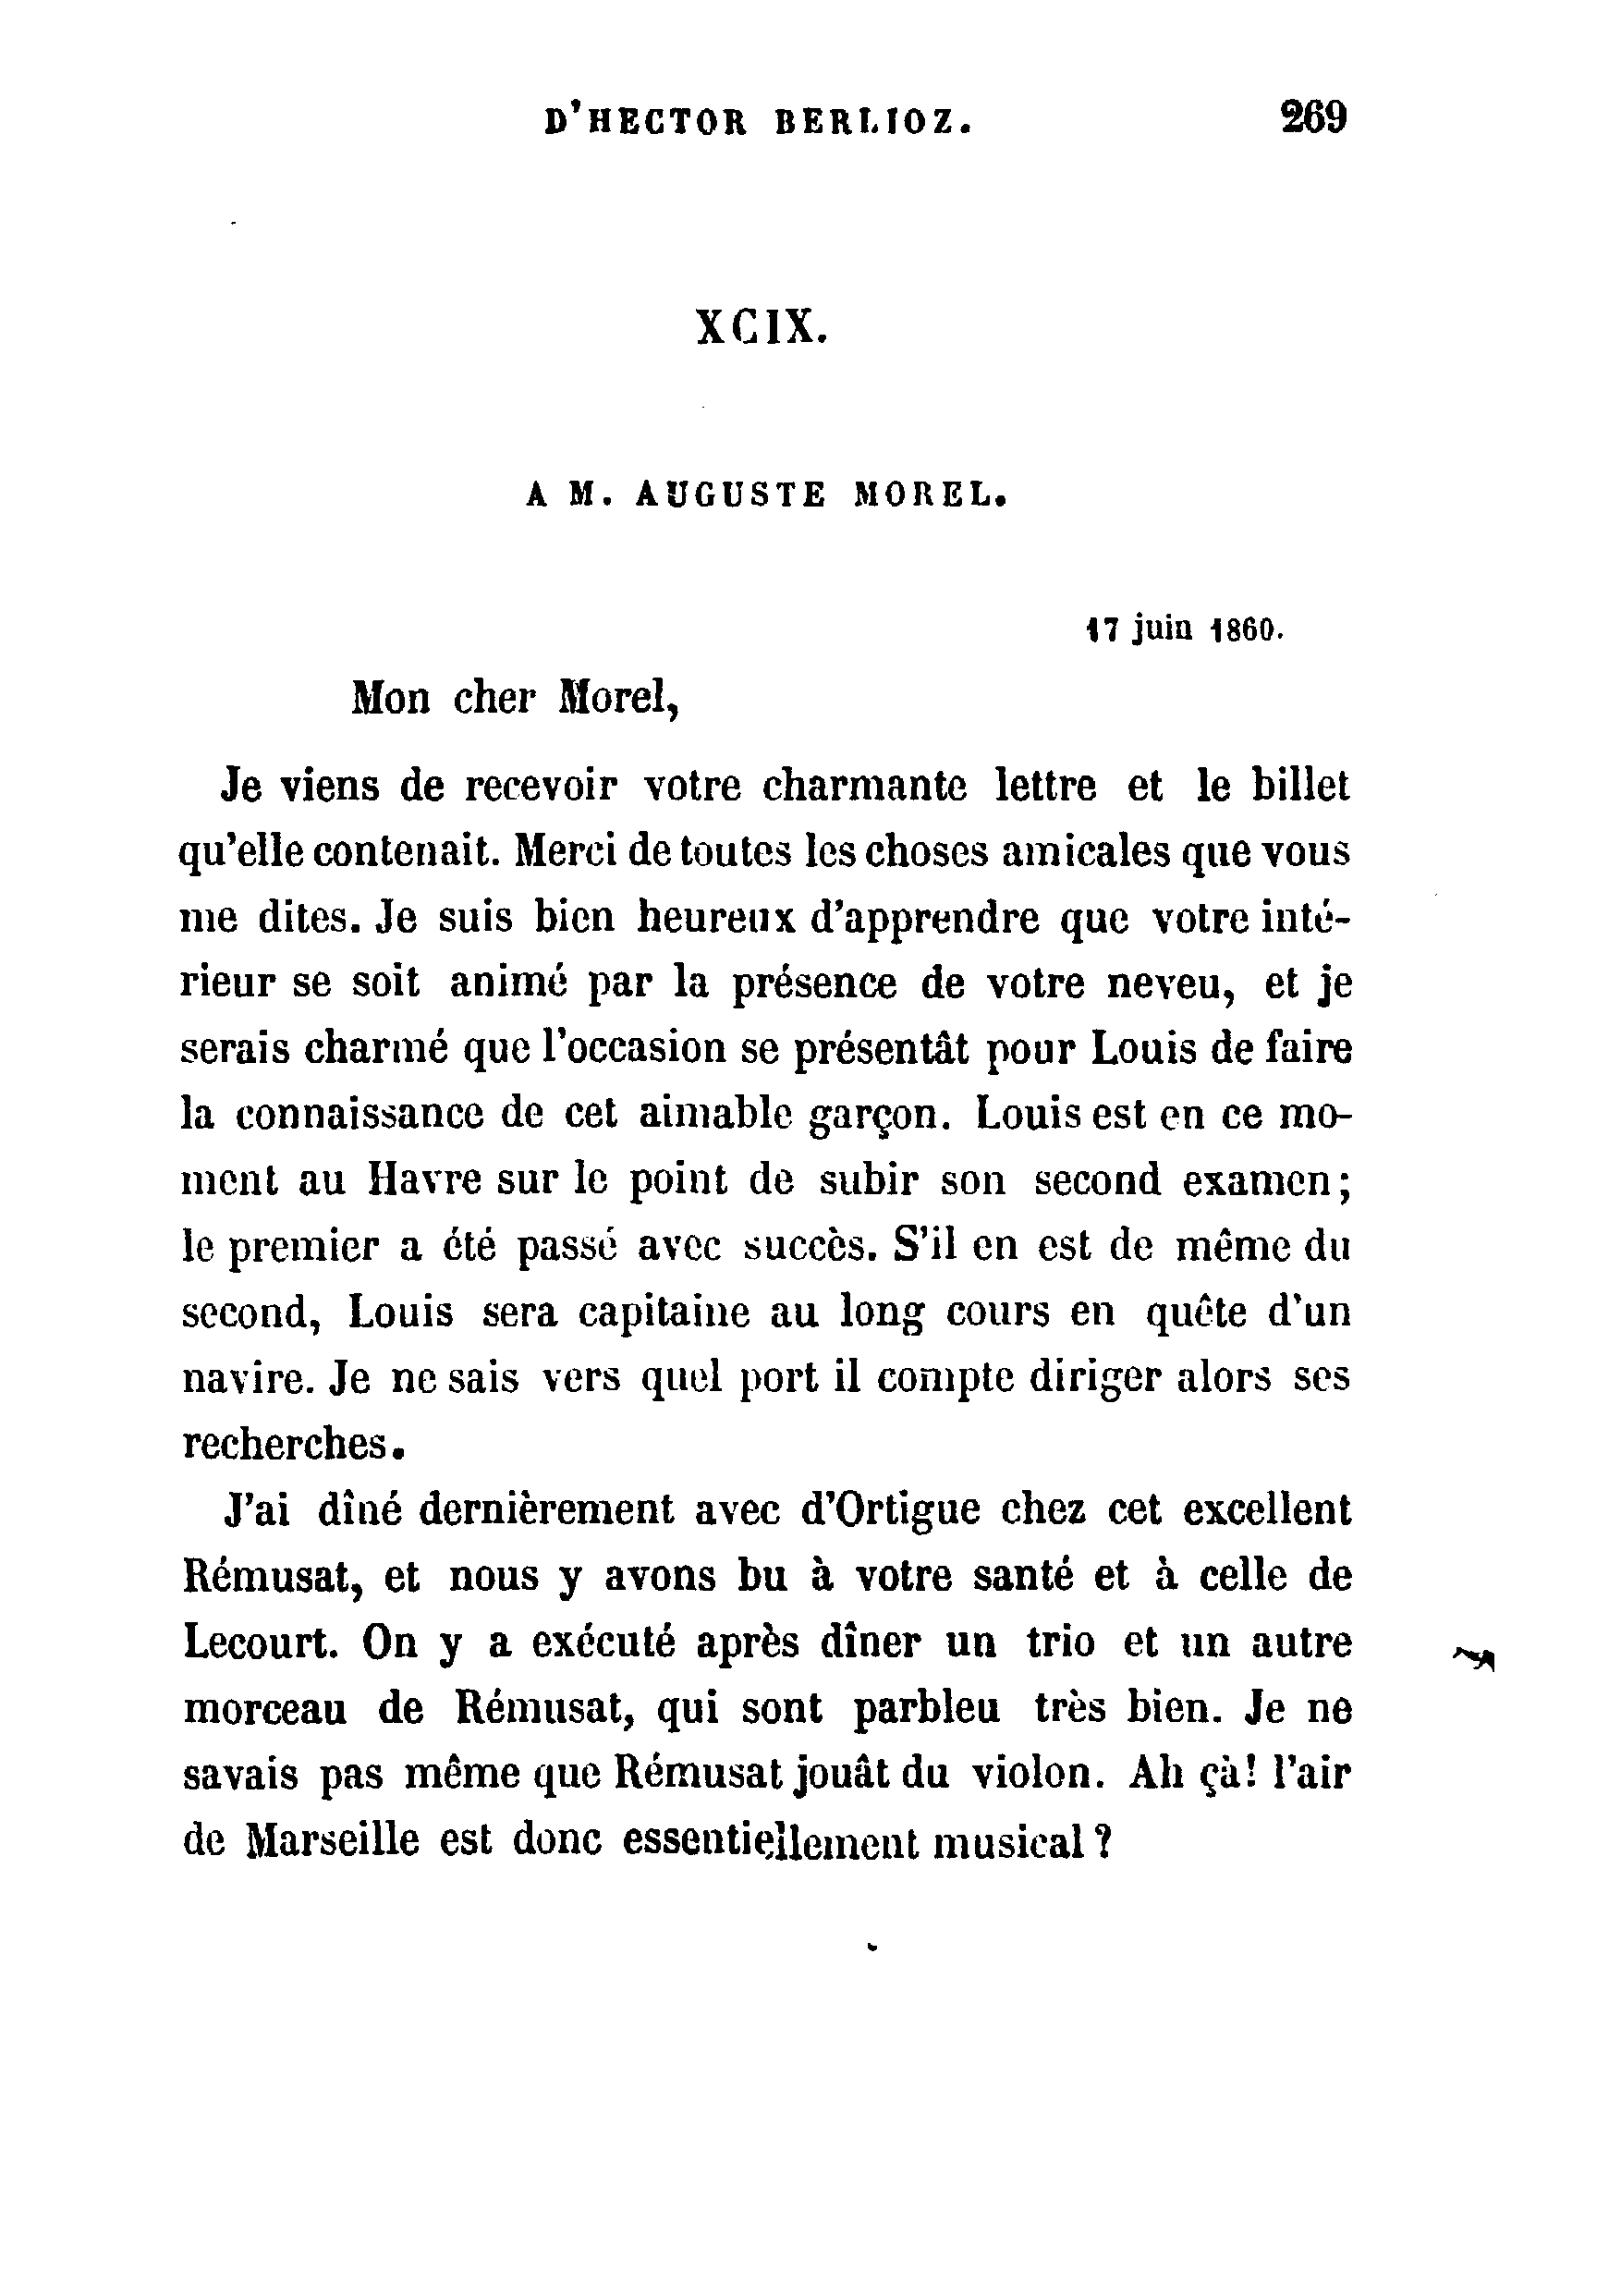 D'HECTOR BERLIOZ. 269
XCIX.
A M. AUGUSTE MOREL.
17 juin 1860.
Mon cher Morel,
Je viens de recevoir votre charmante lettre et le billet
qu'elle contenait. Merci de toutes les choses amicales que vous
me dites. Je suis bien heureux d'apprendre que votre inté-
rieur se soit animé par la présence de votre neveu, et je
serais charmé que l'occasion se présentât pour Louis de faire
la connaissance de cet aimable garçon. Louis est en ce mo-
ment au Havre sur le point de subir son second examen;
le premier a été passé avec succès. S'il en est de même du
second, Louis sera capitaine au long cours en quête d'un
navire. Je ne sais vers quel port il compte diriger alors ses
recherches.
J'ai dîné dernièrement avec d'Ortigue chez cet excellent
Rémusat, et nous y avons bu à votre santé et à celle de
Lecourt. On y a exécuté après dîner un trio et un autre
morceau de Rémusat, qui sont parbleu très bien. Je ne
savais pas même que Rémusat jouât du violon. Ah çà! l'air
de Marseille est donc essentiellement musical ?